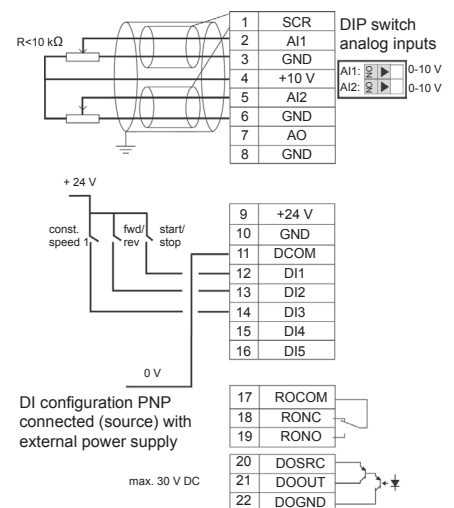 R<10 kΩ
1 SCR
2 AI1
3 GND
4 +10 V
5 AI2
6 GND
7 AO
8 GND
DIP switch
analog inputs
AI1: ON 0-10 V
AI2: ON 0-10 V
+ 24 V
const.
speed 1
fwd/
rev
start/
stop
9 +24 V
10 GND
11 DCOM
12 DI1
13 DI2
14 DI3
15 DI4
16 DI5
0 V
DI configuration PNP
connected (source) with
external power supply
17 ROCOM
18 RONC
19 RONO
max. 30 V DC
20 DOSRC
21 DOOUT
22 DOGND